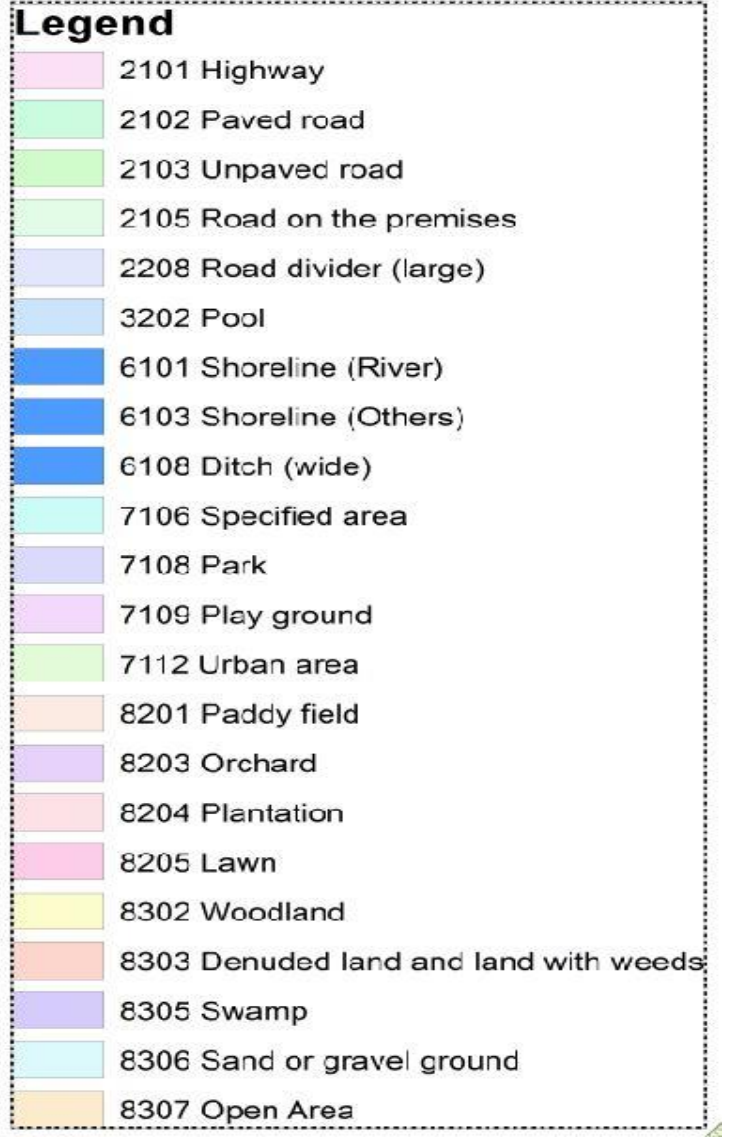 Legend
2101 Highway
2102 Paved road
2103 Unpaved road
2105 Road on the premises
2208 Road divider (large)
3202 Pool
6101 Shoreline (River)
6103 Shoreline (Others)
6108 Ditch (wide)
7106 Specified area
7108 Park
7109 Play ground
7112 Urban area
8201 Paddy field
8203 Orchard
8204 Plantation
8205 Lawn
8302 Woodland
8303 Denuded land and land with weeds
8305 Swamp
8306 Sand or gravel ground
8307 Open Area